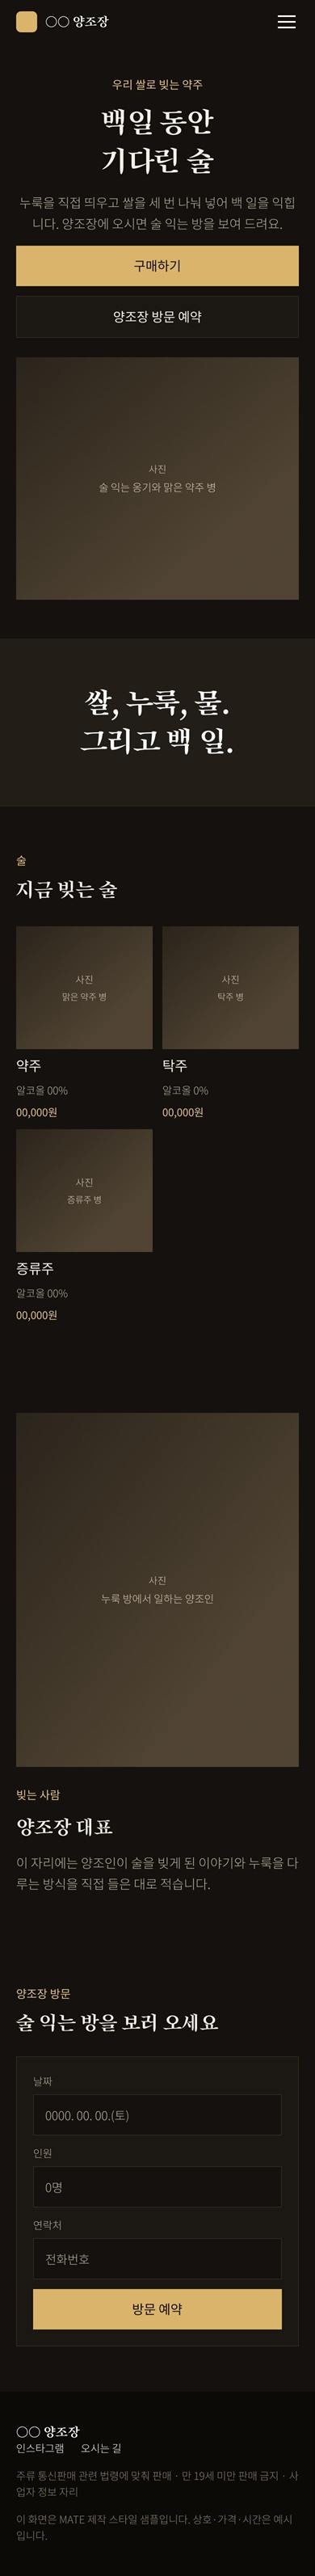 ○○ 양조장
우리 쌀로 빚는 약주
백일 동안
기다린 술
누룩을 직접 띄우고 쌀을 세 번 나눠 넣어 백 일을 익힙
니다. 양조장에 오시면 술 익는 방을 보여 드려요.
구매하기
양조장 방문 예약
사진
술 익는 옹기와 맑은 약주 병
쌀, 누룩, 물.
그리고 백 일.
술
지금 빚는 술
사진
맑은 약주 병
약주
알코올 00%
00,000원
사진
탁주 병
탁주
알코올 0%
00,000원
사진
증류주 병
증류주
알코올 00%
00,000원
사진
누룩 방에서 일하는 양조인
빚는 사람
양조장 대표
이 자리에는 양조인이 술을 빚게 된 이야기와 누룩을 다
루는 방식을 직접 들은 대로 적습니다.
양조장 방문
술 익는 방을 보러 오세요
날짜
0000. 00. 00.(토)
인원
0명
연락처
전화번호
방문 예약
○○ 양조장
인스타그램 오시는 길
주류 통신판매 관련 법령에 맞춰 판매 · 만 19세 미만 판매 금지 · 사
업자 정보 자리
이 화면은 MATE 제작 스타일 샘플입니다. 상호·가격·시간은 예시
입니다.